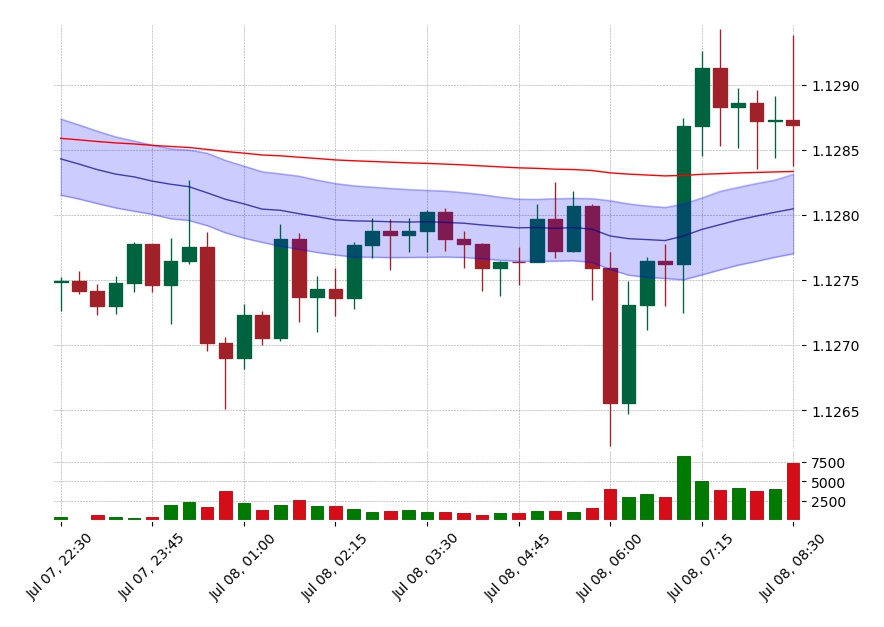 1.1290
1.1285
1.1280
1.1275
1.1270
1.1265
7500
5000
2500
Jul 07, 22:30
Jul 07, 23:45
Jul 08, 01:00
Jul 08, 02:15
Jul 08, 03:30
Jul 08, 04:45
Jul 08, 06:00
Jul 08, 07:15
Jul 08, 08:30